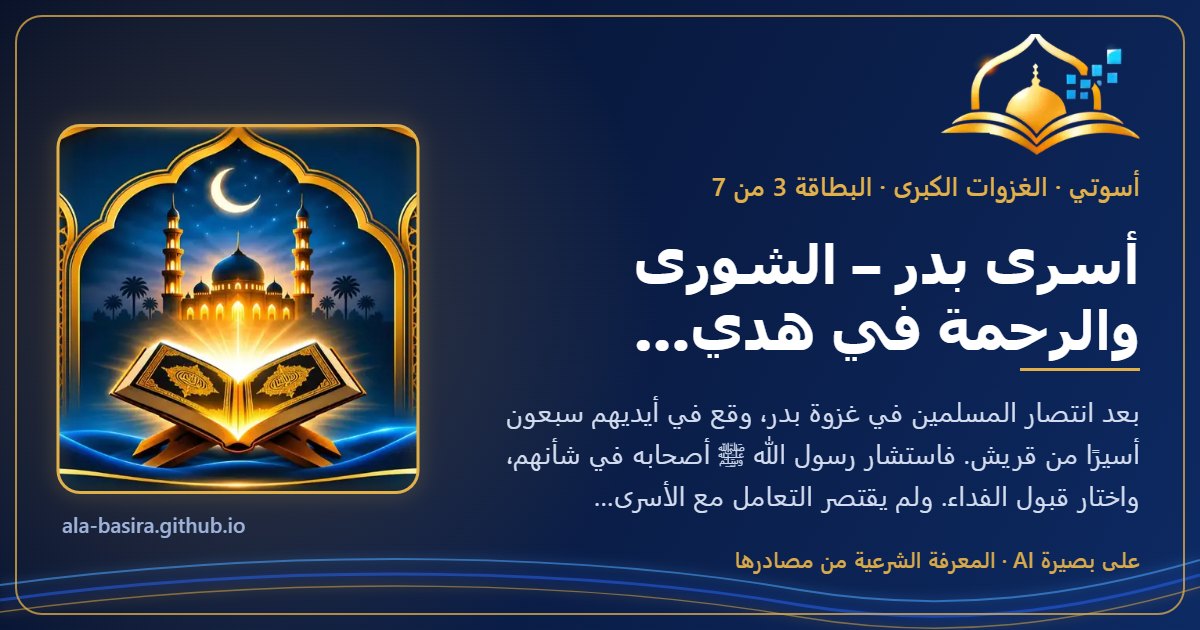 أسوتي · الغزوات الكبرى · البطاقة 3 من 7
أسرى بدر – الشورى
والرحمة في هدي...
بعد انتصار المسلمين في غزوة بدر، وقع في أيديهم سبعون
أسيرًا من قريش. فاستشار رسول الله ﷺ أصحابه في شأنهم،
واختار قبول الفداء. ولم يقتصر التعامل مع الأسرى...
ala-basira.github.io
على بصيرة AI · المعرفة الشرعية من مصادرها